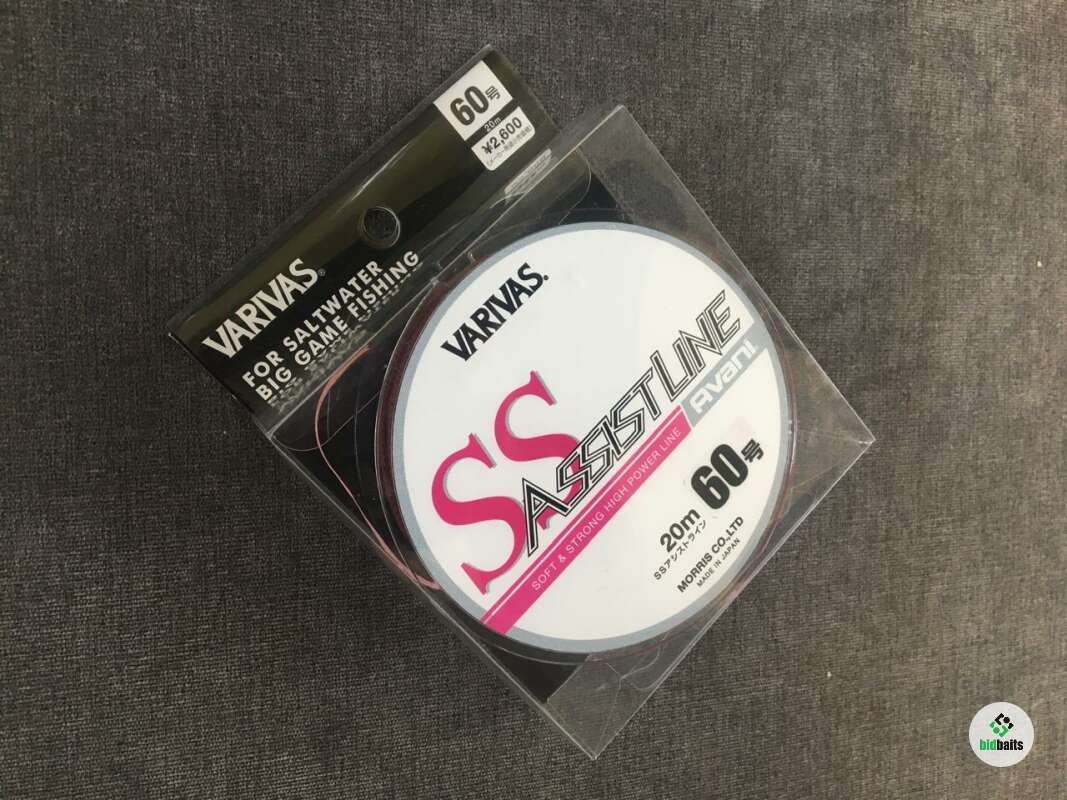 60号
20m
¥2,600
VARIVAS®
FOR SALTWATER
BIG GAME FISHING
VARIVAS.
SS
ASSIST LINE
Avani
SOFT & STRONG HIGH POWER LINE
60号
20m
SSアシストライン
MORRIS CO.,LTD
MADE IN JAPAN
bidbaits